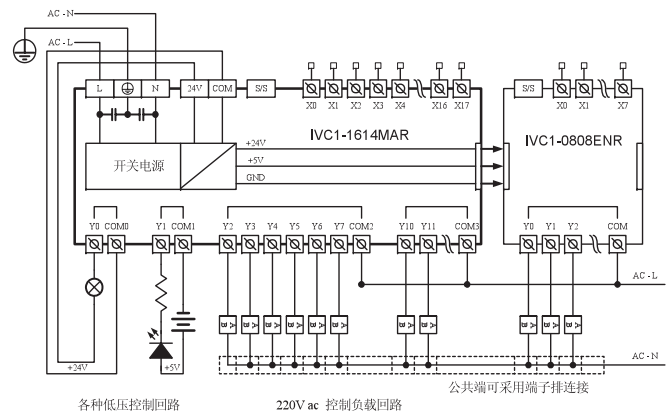 AC-N
AC-L
L N 24V COM S/S X0 X1 X2 X3 X4 X16 X17
S/S X0 X1 X7
IVC1-1614MAR
IVC1-0808ENR
开关电源
+24V
+5V
GND
Y0 COM0 Y1 COM1 Y2 Y3 Y4 Y5 Y6 Y7 COM2 Y10 Y11 COM3
Y0 Y1 Y2 COM
AC-L
A B A B A B A B A B A B A B A B A B A B A B
+24V
+5V
AC-N
公共端可采用端子排连接
各种低压控制回路
220V ac 控制负载回路